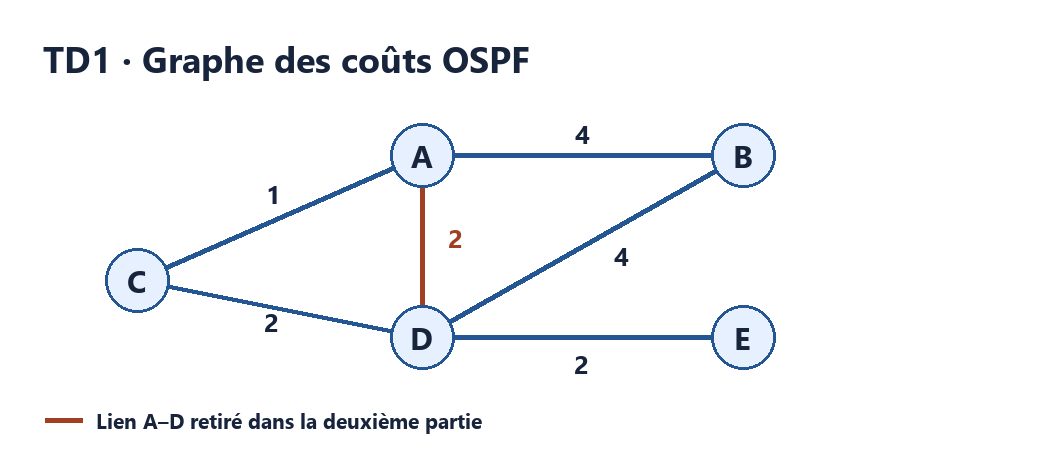 TD1 · Graphe des coûts OSPF
A
4
B
1
2
4
C
2
D
E
2
Lien A–D retiré dans la deuxième partie